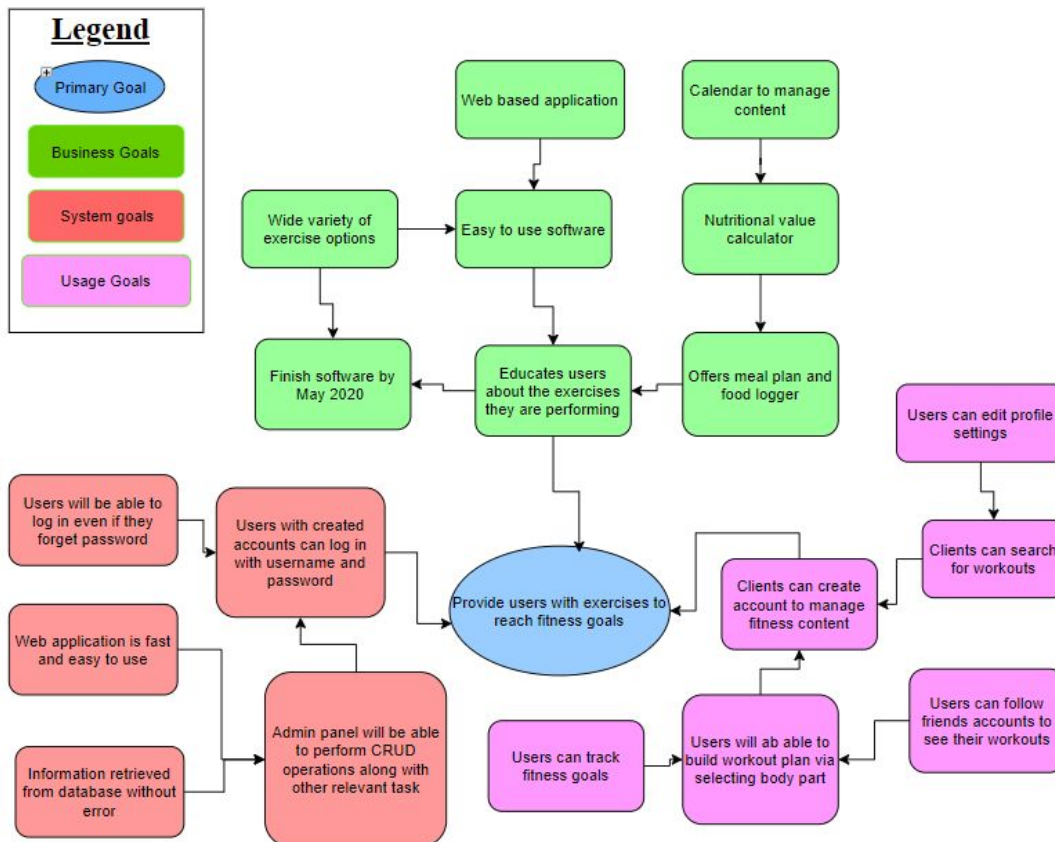 Legend
Primary Goal
Business Goals
System goals
Usage Goals
Web based application
Calendar to manage
content
Wide variety of
exercise options
Easy to use software
Nutritional value
calculator
Finish software by
May 2020
Educates users
about the exercises
they are performing
Offers meal plan and
food logger
Users can edit profile
settings
Users will be able to
log in even if they
forget password
Users with created
accounts can log in
with username and
password
Clients can search
for workouts
Provide users with exercises to
reach fitness goals
Clients can create
account to manage
fitness content
Web application is fast
and easy to use
Admin panel will be able
to perform CRUD
operations along with
other relevant task
Users can follow
friends accounts to
see their workouts
Users can track
fitness goals
Users will ab able to
build workout plan via
selecting body part
Information retrieved
from database without
error